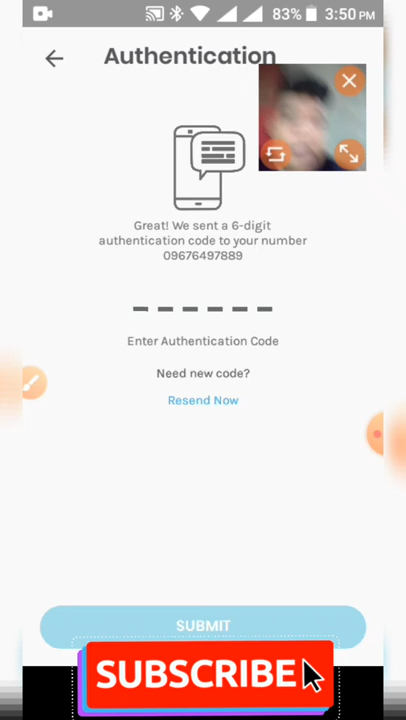 83% 3:50 PM
Authentication
Great! We sent a 6-digit
authentication code to your number
09676497889
Enter Authentication Code
Need new code?
Resend Now
SUBMIT
SUBSCRIBE